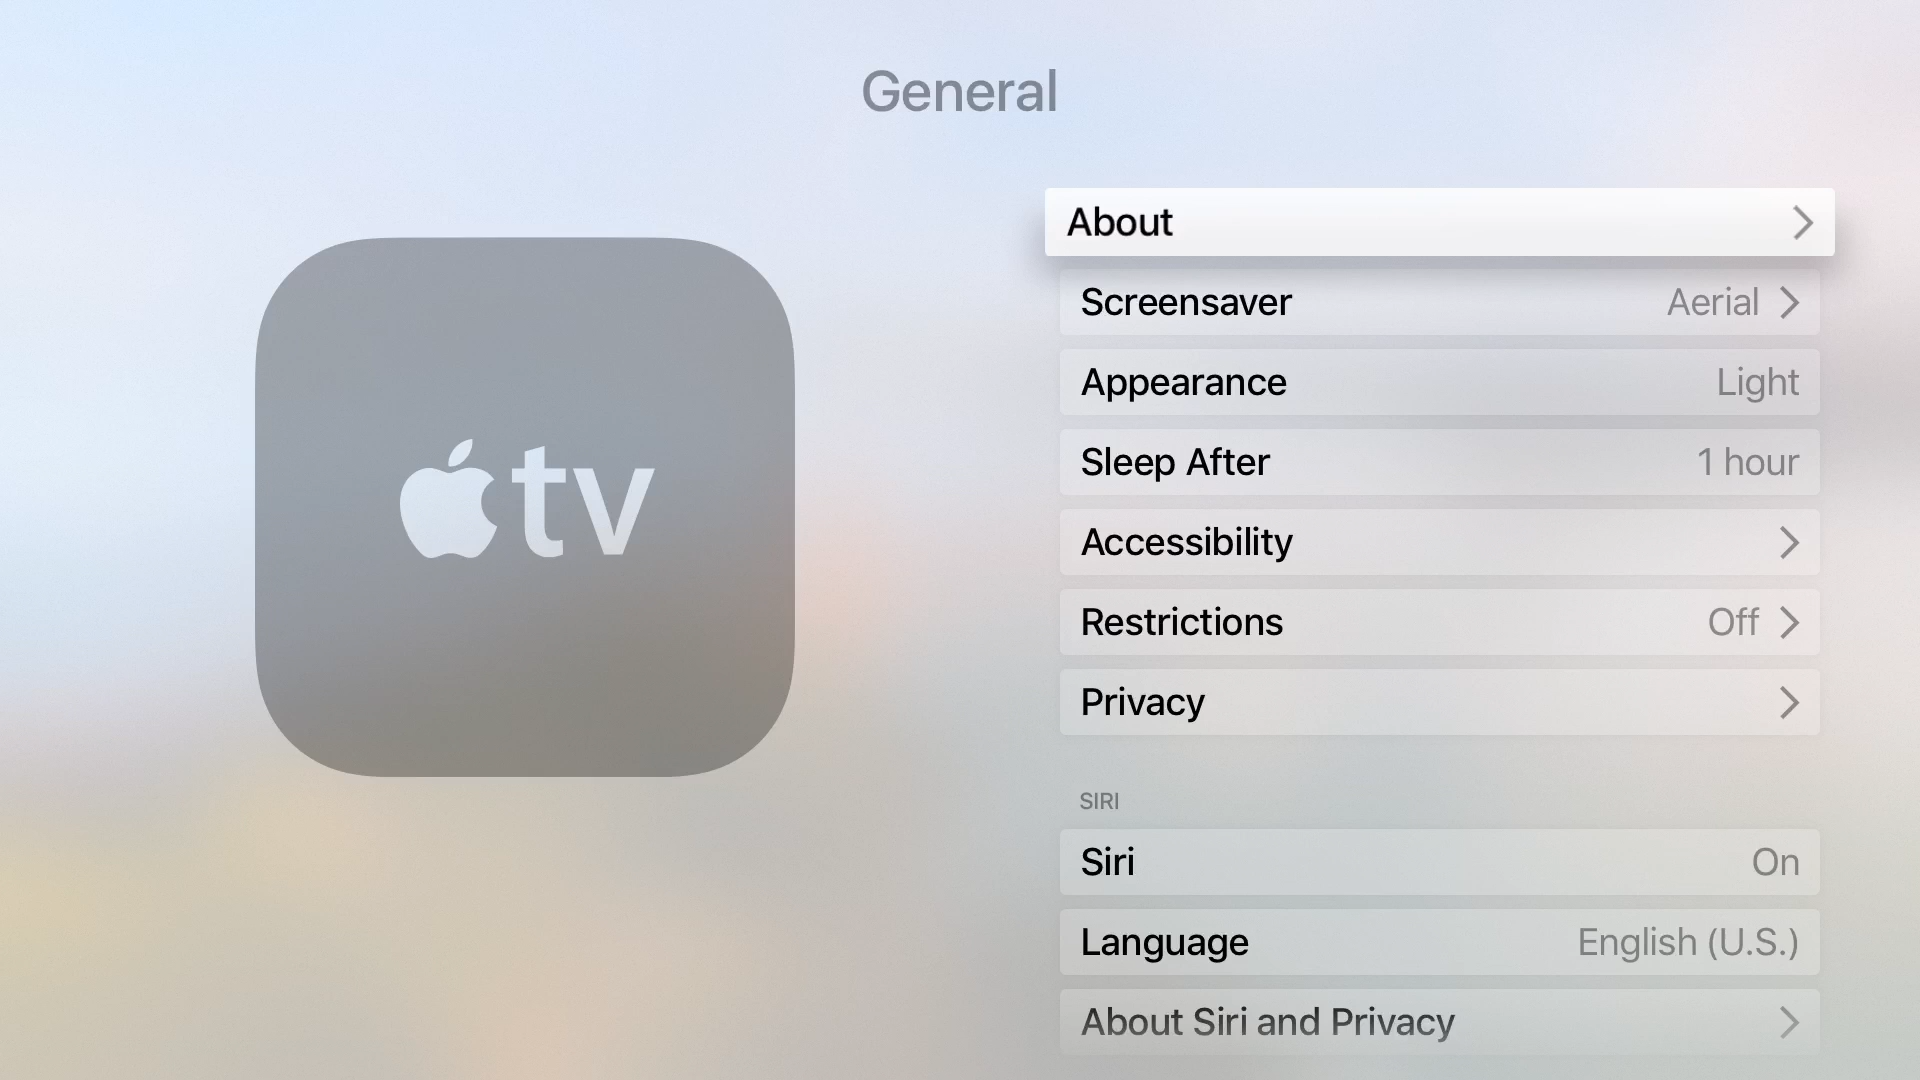 General
About
Screensaver Aerial
Appearance Light
Sleep After 1 hour
Accessibility
Restrictions Off
Privacy
tv
SIRI
Siri On
Language English (U.S.)
About Siri and Privacy